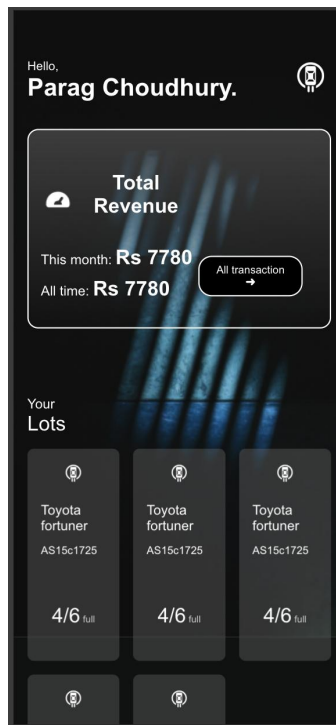 Hello,
Parag Choudhury.
Total
Revenue
This month: Rs 7780
All time: Rs 7780
All transaction
➜
Your
Lots
Toyota
fortuner
AS15c1725
4/6 full
Toyota
fortuner
AS15c1725
4/6 full
Toyota
fortuner
AS15c1725
4/6 full